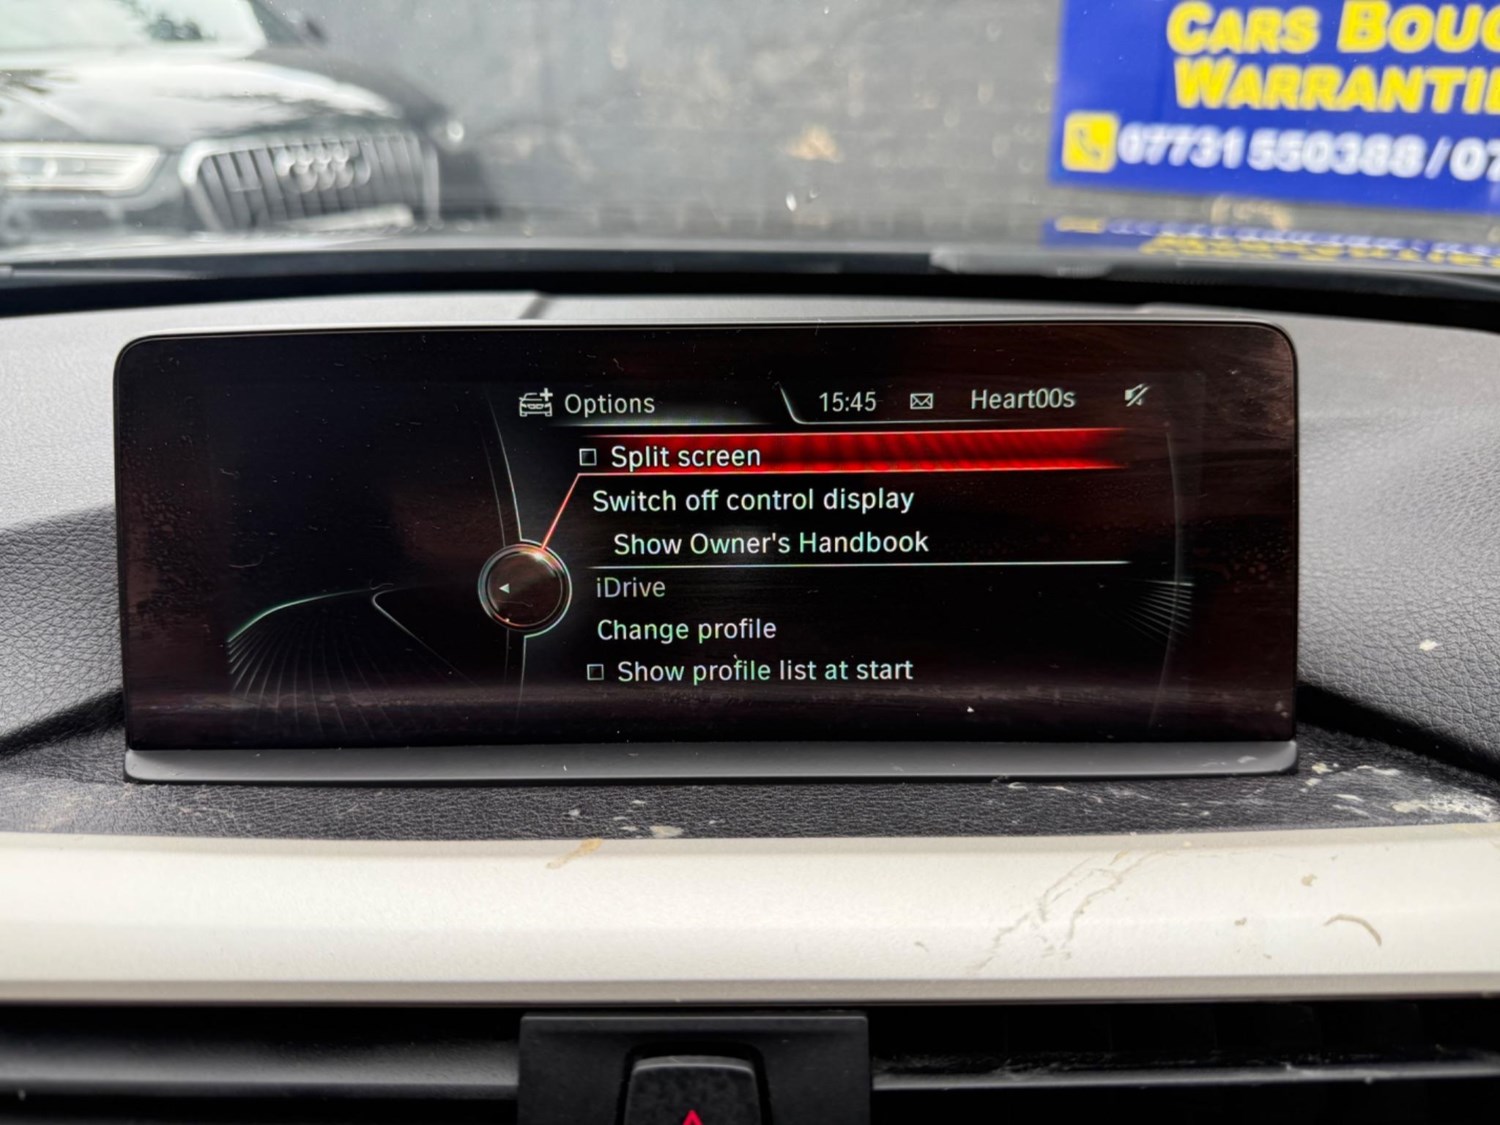 CARS BOUG
WARRANTIE
07731 550388 / 07
Options
15:45
Heart00s
Split screen
Switch off control display
Show Owner's Handbook
iDrive
Change profile
Show profile list at start